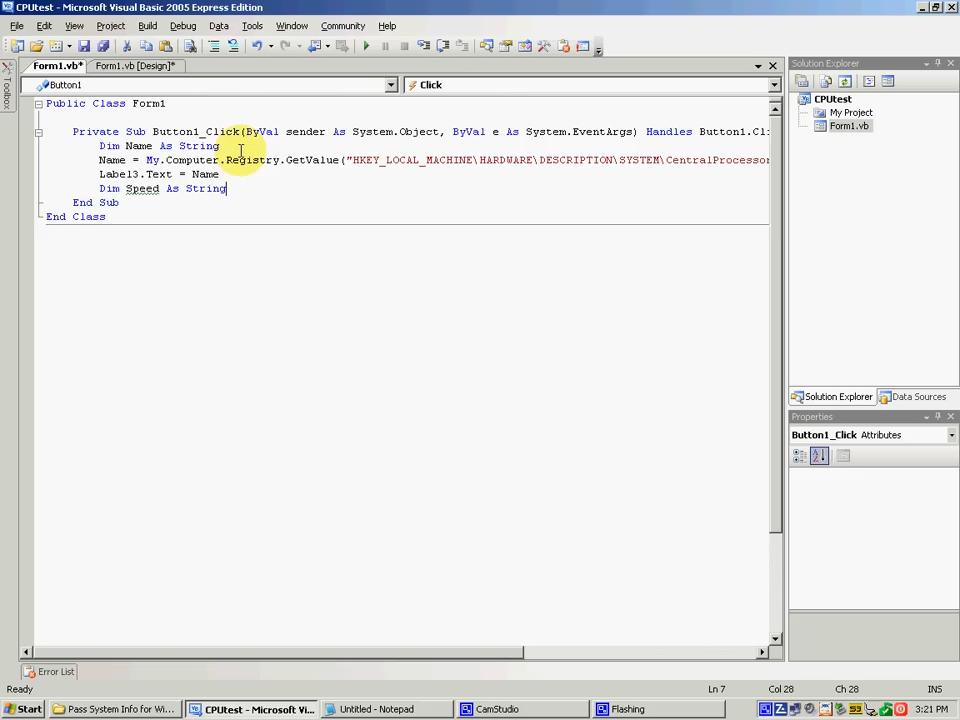 CPUtest - Microsoft Visual Basic 2005 Express Edition
File Edit View Project Build Debug Data Tools Window Community Help
Form1.vb* Form1.vb [Design]*
Button1 Click
Public Class Form1
Private Sub Button1_Click(ByVal sender As System.Object, ByVal e As System.EventArgs) Handles Button1.Cli
Dim Name As String
Name = My.Computer.Registry.GetValue("HKEY_LOCAL_MACHINE\HARDWARE\DESCRIPTION\SYSTEM\CentralProcessor
Label3.Text = Name
Dim Speed As String
End Sub
End Class
Toolbox
Solution Explorer
CPUtest
My Project
Form1.vb
Solution Explorer Data Sources
Properties
Button1_Click Attributes
Error List
Ready Ln 7 Col 28 Ch 28 INS
Start Pass System Info for Wi... CPUtest - Microsoft Vi... Untitled - Notepad CamStudio Flashing 3:21 PM